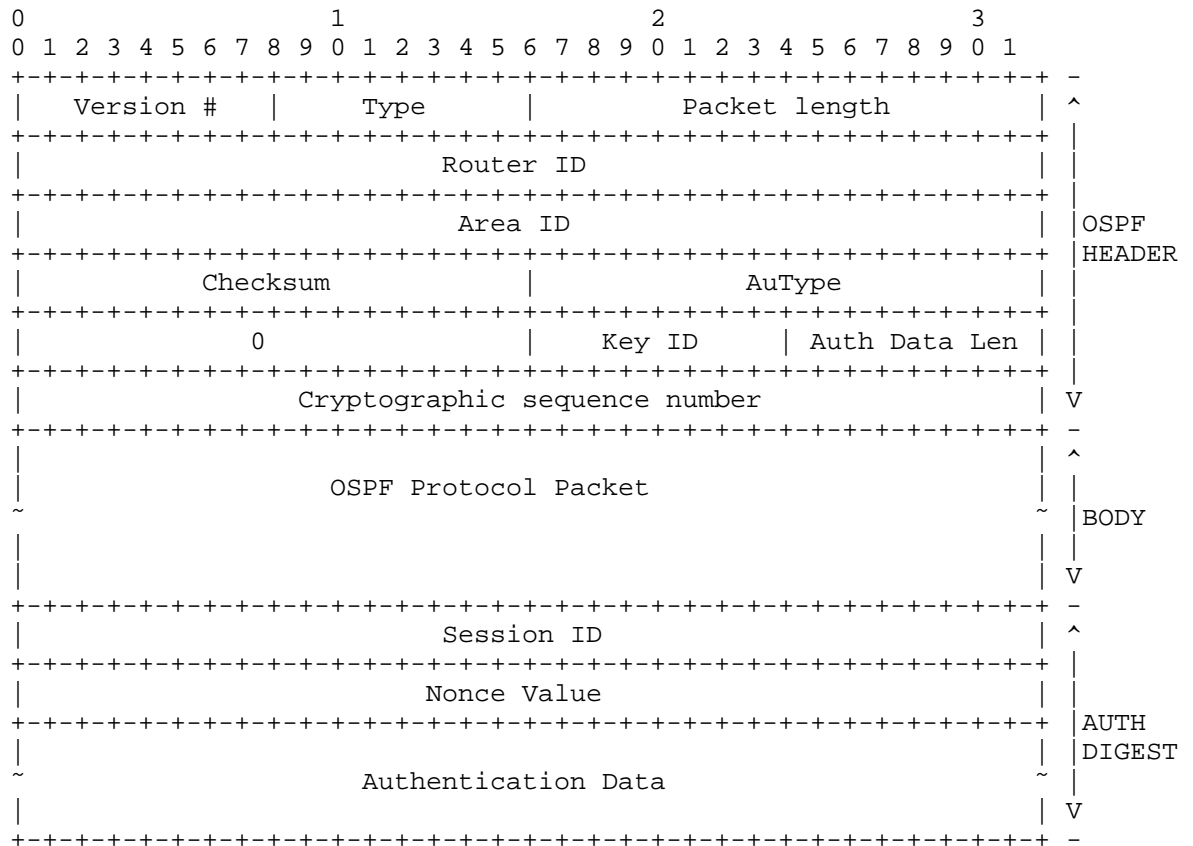 0                   1                   2                   3
0 1 2 3 4 5 6 7 8 9 0 1 2 3 4 5 6 7 8 9 0 1 2 3 4 5 6 7 8 9 0 1
+-+-+-+-+-+-+-+-+-+-+-+-+-+-+-+-+-+-+-+-+-+-+-+-+-+-+-+-+-+-+-+-+ -
|   Version #   |     Type      |         Packet length         | ^
+-+-+-+-+-+-+-+-+-+-+-+-+-+-+-+-+-+-+-+-+-+-+-+-+-+-+-+-+-+-+-+-+ |
|                          Router ID                            | |
+-+-+-+-+-+-+-+-+-+-+-+-+-+-+-+-+-+-+-+-+-+-+-+-+-+-+-+-+-+-+-+-+ |
|                           Area ID                             | |OSPF
+-+-+-+-+-+-+-+-+-+-+-+-+-+-+-+-+-+-+-+-+-+-+-+-+-+-+-+-+-+-+-+-+ |HEADER
|           Checksum            |             AuType            | |
+-+-+-+-+-+-+-+-+-+-+-+-+-+-+-+-+-+-+-+-+-+-+-+-+-+-+-+-+-+-+-+-+ |
|              0                |    Key ID     | Auth Data Len | |
+-+-+-+-+-+-+-+-+-+-+-+-+-+-+-+-+-+-+-+-+-+-+-+-+-+-+-+-+-+-+-+-+ |
|                 Cryptographic sequence number                 | V
+-+-+-+-+-+-+-+-+-+-+-+-+-+-+-+-+-+-+-+-+-+-+-+-+-+-+-+-+-+-+-+-+ -
|                                                               | ^
|                   OSPF Protocol Packet                        | |
~                                                               ~ |BODY
|                                                               | |
|                                                               | V
+-+-+-+-+-+-+-+-+-+-+-+-+-+-+-+-+-+-+-+-+-+-+-+-+-+-+-+-+-+-+-+-+ -
|                          Session ID                           | ^
+-+-+-+-+-+-+-+-+-+-+-+-+-+-+-+-+-+-+-+-+-+-+-+-+-+-+-+-+-+-+-+-+ |
|                         Nonce Value                           | |
+-+-+-+-+-+-+-+-+-+-+-+-+-+-+-+-+-+-+-+-+-+-+-+-+-+-+-+-+-+-+-+-+ |AUTH
|                                                               | |DIGEST
~                     Authentication Data                       ~ |
|                                                               | V
+-+-+-+-+-+-+-+-+-+-+-+-+-+-+-+-+-+-+-+-+-+-+-+-+-+-+-+-+-+-+-+-+ -